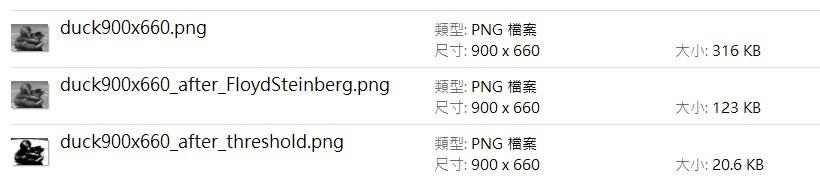 duck900x660.png
類型: PNG 檔案
尺寸: 900 x 660
大小: 316 KB
duck900x660_after_FloydSteinberg.png
類型: PNG 檔案
尺寸: 900 x 660
大小: 123 KB
duck900x660_after_threshold.png
類型: PNG 檔案
尺寸: 900 x 660
大小: 20.6 KB